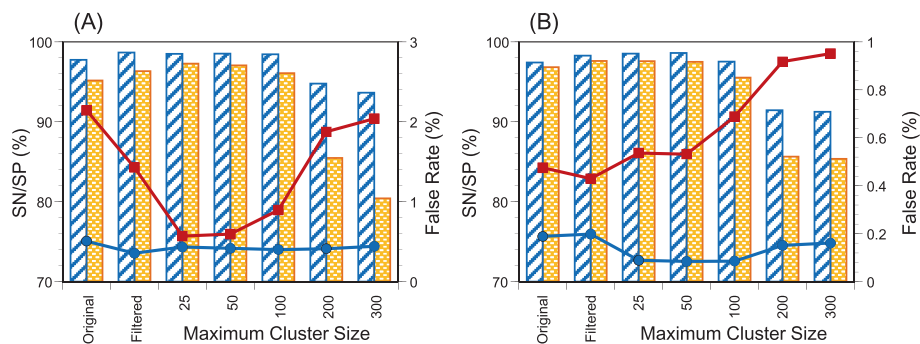 (A)
100
90
80
70
SN/SP (%)
3
2
1
0
False Rate (%)
Original
Filtered
25
50
100
200
300
Maximum Cluster Size
(B)
100
90
80
70
SN/SP (%)
1
0.8
0.6
0.4
0.2
0
False Rate (%)
Original
Filtered
25
50
100
200
300
Maximum Cluster Size